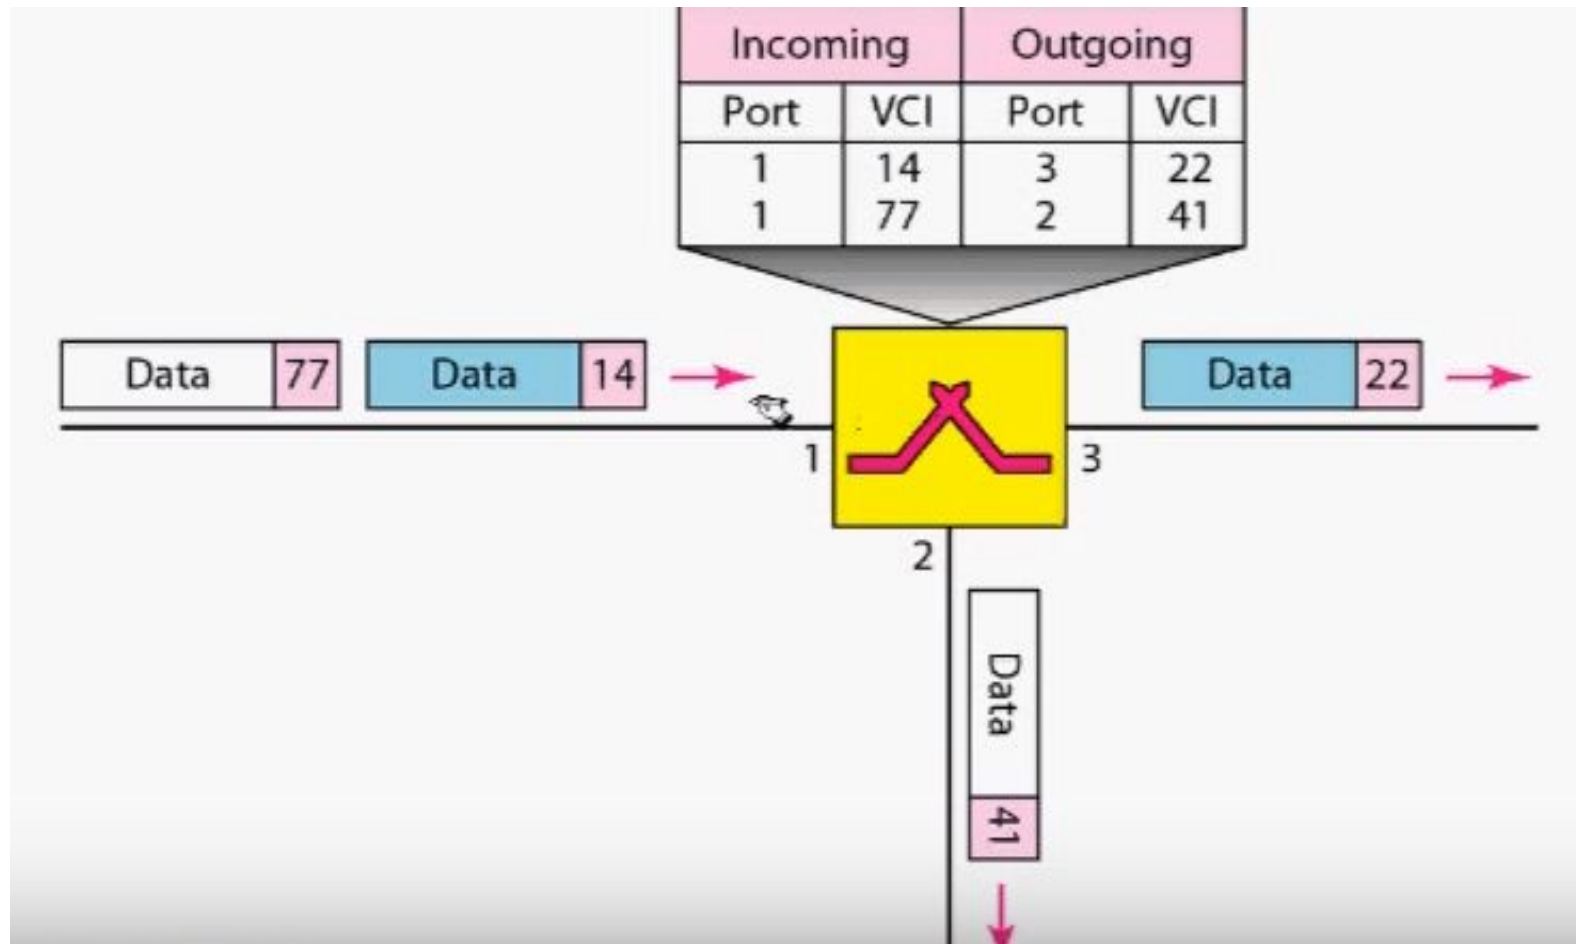 Incoming Outgoing
Port VCI Port VCI
1 14 3 22
1 77 2 41
Data 77 Data 14 Data 22
1 3
2
Data 41